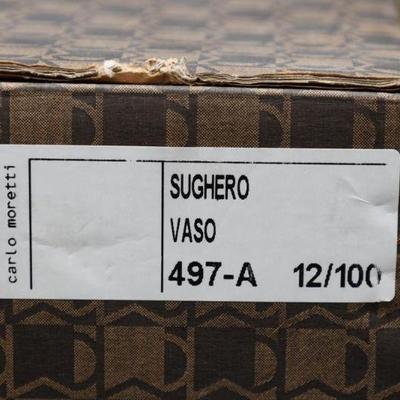 carlo moretti
SUGHERO
VASO
497-A 12/100